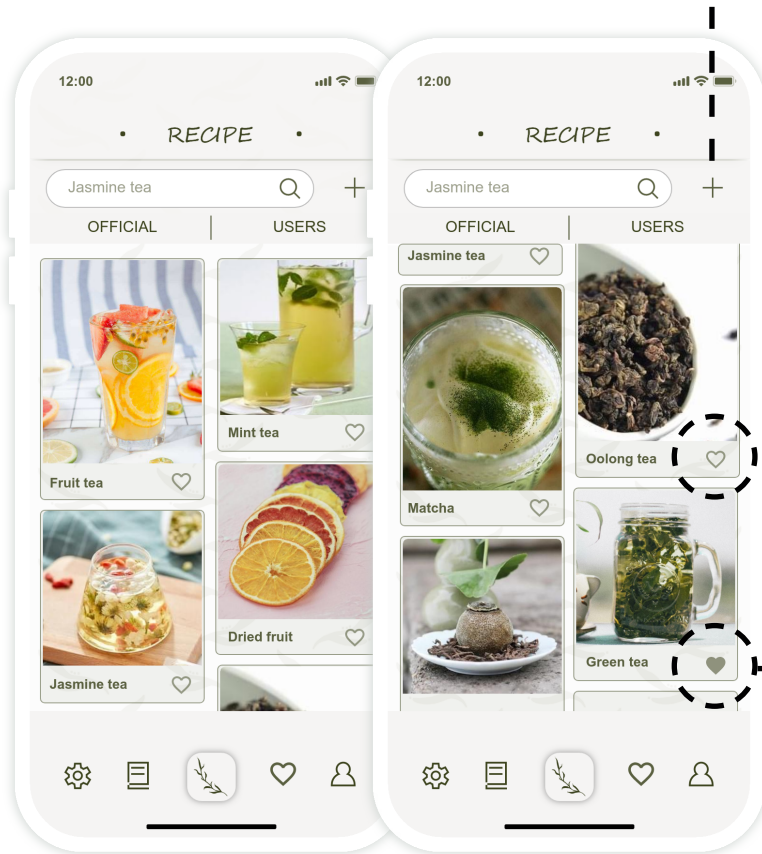 12:00
• RECIPE •
Jasmine tea
OFFICIAL | USERS
Fruit tea
Mint tea
Jasmine tea
Dried fruit
12:00
• RECIPE •
Jasmine tea
OFFICIAL | USERS
Jasmine tea
Matcha
Oolong tea
Green tea